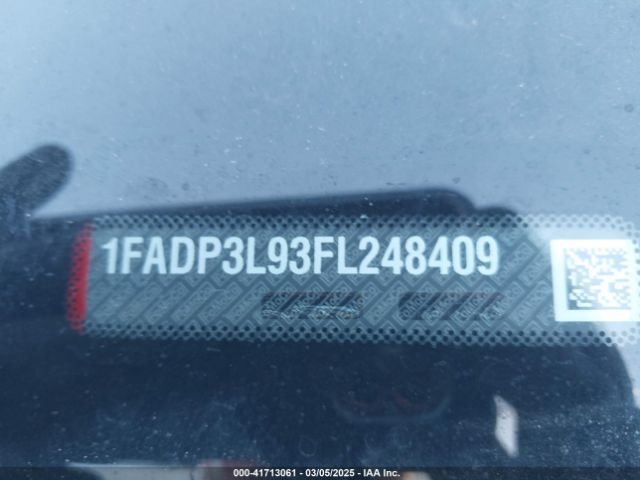 1FADP3L93FL248409
000-41713061 | 03/05/2025 | IAA Inc.